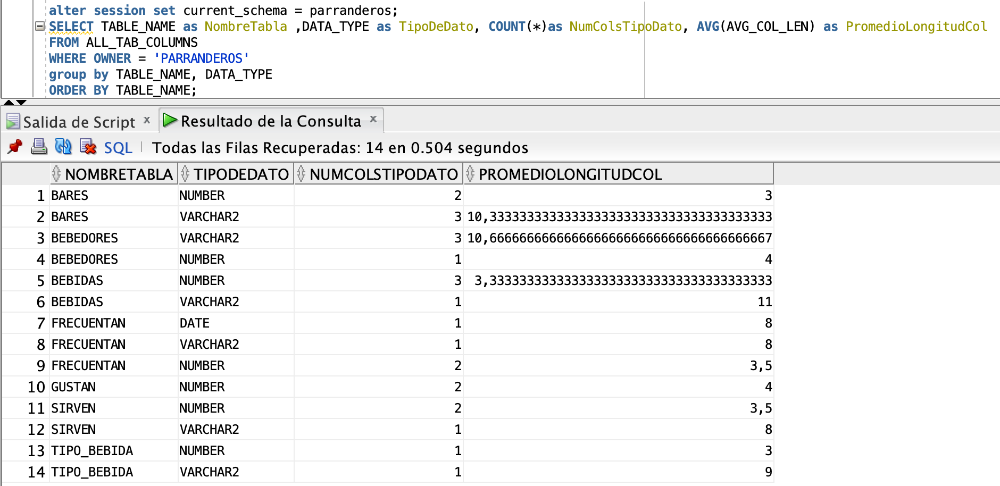 alter session set current_schema = parranderos;
SELECT TABLE_NAME as NombreTabla ,DATA_TYPE as TipoDeDato, COUNT(*)as NumColsTipoDato, AVG(AVG_COL_LEN) as PromedioLongitudCol
FROM ALL_TAB_COLUMNS
WHERE OWNER = 'PARRANDEROS'
group by TABLE_NAME, DATA_TYPE
ORDER BY TABLE_NAME;
Salida de Script x Resultado de la Consulta x
SQL Todas las Filas Recuperadas: 14 en 0.504 segundos
NOMBRETABLA TIPODEDATO NUMCOLSTIPODATO PROMEDIOLONGITUDCOL
1 BARES NUMBER 2 3
2 BARES VARCHAR2 3 10,33333333333333333333333333333333333333
3 BEBEDORES VARCHAR2 3 10,66666666666666666666666666666666666667
4 BEBEDORES NUMBER 1 4
5 BEBIDAS NUMBER 3 3,33333333333333333333333333333333333333
6 BEBIDAS VARCHAR2 1 11
7 FRECUENTAN DATE 1 8
8 FRECUENTAN VARCHAR2 1 8
9 FRECUENTAN NUMBER 2 3,5
10 GUSTAN NUMBER 2 4
11 SIRVEN NUMBER 2 3,5
12 SIRVEN VARCHAR2 1 8
13 TIPO_BEBIDA NUMBER 1 3
14 TIPO_BEBIDA VARCHAR2 1 9